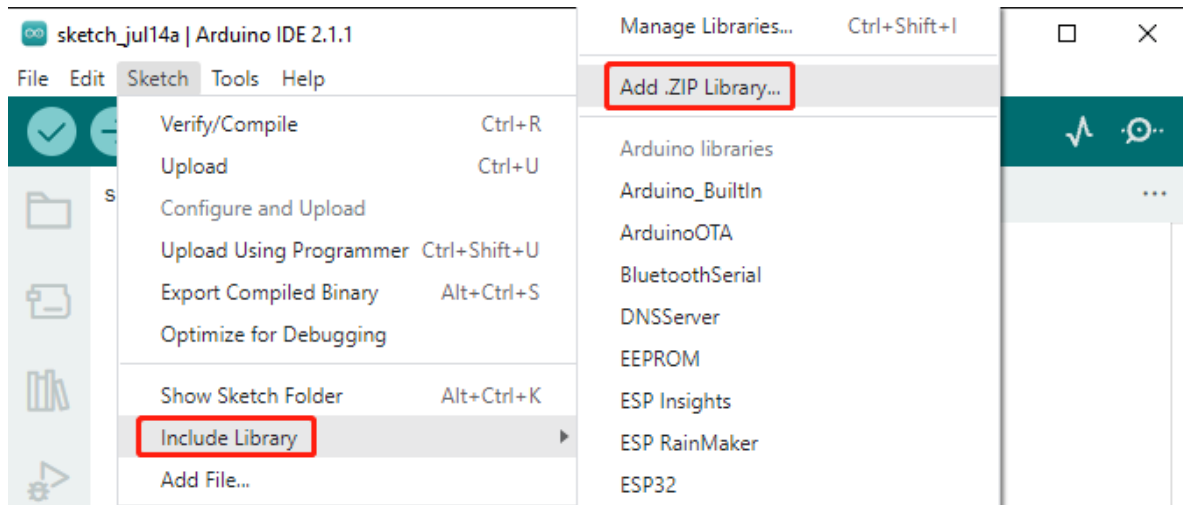 sketch_jul14a | Arduino IDE 2.1.1
File Edit Sketch Tools Help
Verify/Compile Ctrl+R
Upload Ctrl+U
Configure and Upload
Upload Using Programmer Ctrl+Shift+U
Export Compiled Binary Alt+Ctrl+S
Optimize for Debugging
Show Sketch Folder Alt+Ctrl+K
Include Library
Add File...
Manage Libraries... Ctrl+Shift+I
Add .ZIP Library...
Arduino libraries
Arduino_BuiltIn
ArduinoOTA
BluetoothSerial
DNSServer
EEPROM
ESP Insights
ESP RainMaker
ESP32
s